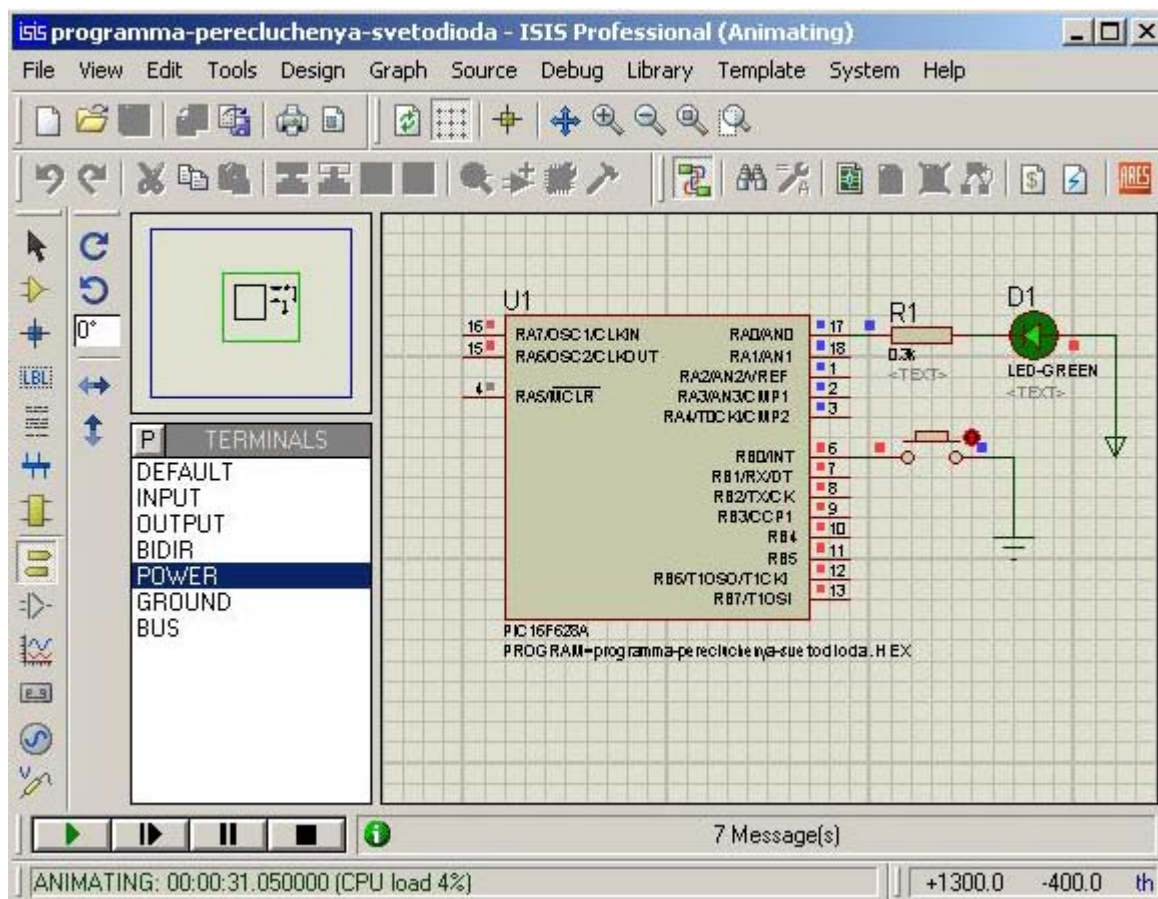 isis programma-perecluchenya-svetodioda - ISIS Professional (Animating)
File View Edit Tools Design Graph Source Debug Library Template System Help
ARES
0°
LBL
P TERMINALS
DEFAULT
INPUT
OUTPUT
BIDIR
POWER
GROUND
BUS
U1
16 RA7/OSC1/CLKIN
15 RA6/OSC2/CLKOUT
4 RA5/MCLR
RA0/AN0 17
RA1/AN1 18
RA2/AN2/VREF 1
RA3/AN3/CMP1 2
RA4/T0CKI/CMP2 3
RB0/INT 6
RB1/RX/DT 7
RB2/TX/CK 8
RB3/CCP1 9
RB4 10
RB5 11
RB6/T1OSO/T1CKI 12
RB7/T1OSI 13
PIC16F628A
PROGRAM=programma-perecluchenya-svetodioda.HEX
R1
0.3k
<TEXT>
D1
LED-GREEN
<TEXT>
7 Message(s)
ANIMATING: 00:00:31.050000 (CPU load 4%)
+1300.0 -400.0 th